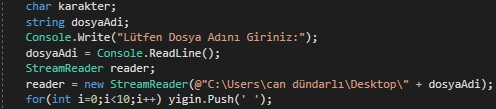 char karakter;
string dosyaAdi;
Console.Write("Lütfen Dosya Adını Giriniz:");
dosyaAdi = Console.ReadLine();
StreamReader reader;
reader = new StreamReader(@"C:\Users\can dündarlı\Desktop\" + dosyaAdi);
for(int i=0;i<10;i++) yigin.Push(' ');